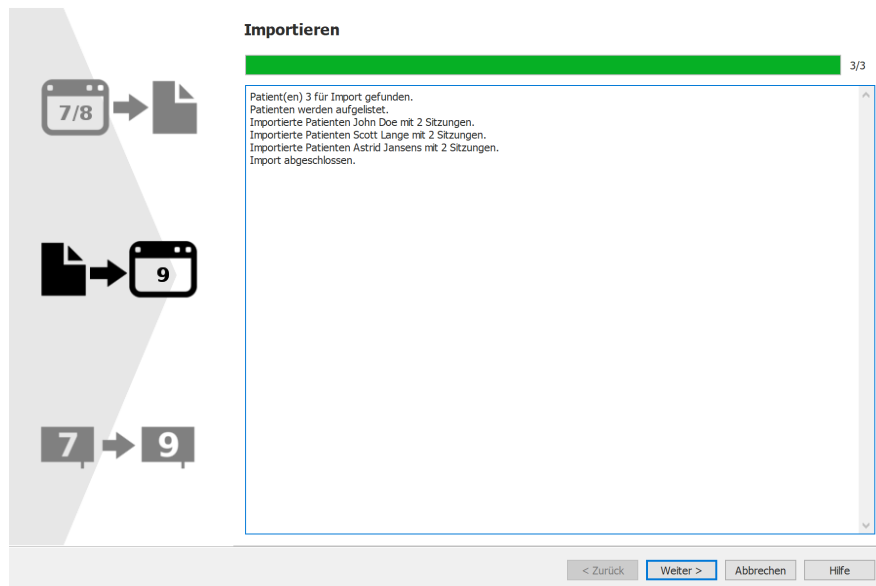 Importieren
3/3
Patient(en) 3 für Import gefunden.
Patienten werden aufgelistet.
Importierte Patienten John Doe mit 2 Sitzungen.
Importierte Patienten Scott Lange mit 2 Sitzungen.
Importierte Patienten Astrid Jansens mit 2 Sitzungen.
Import abgeschlossen.
7/8
9
7 9
< Zurück Weiter > Abbrechen Hilfe